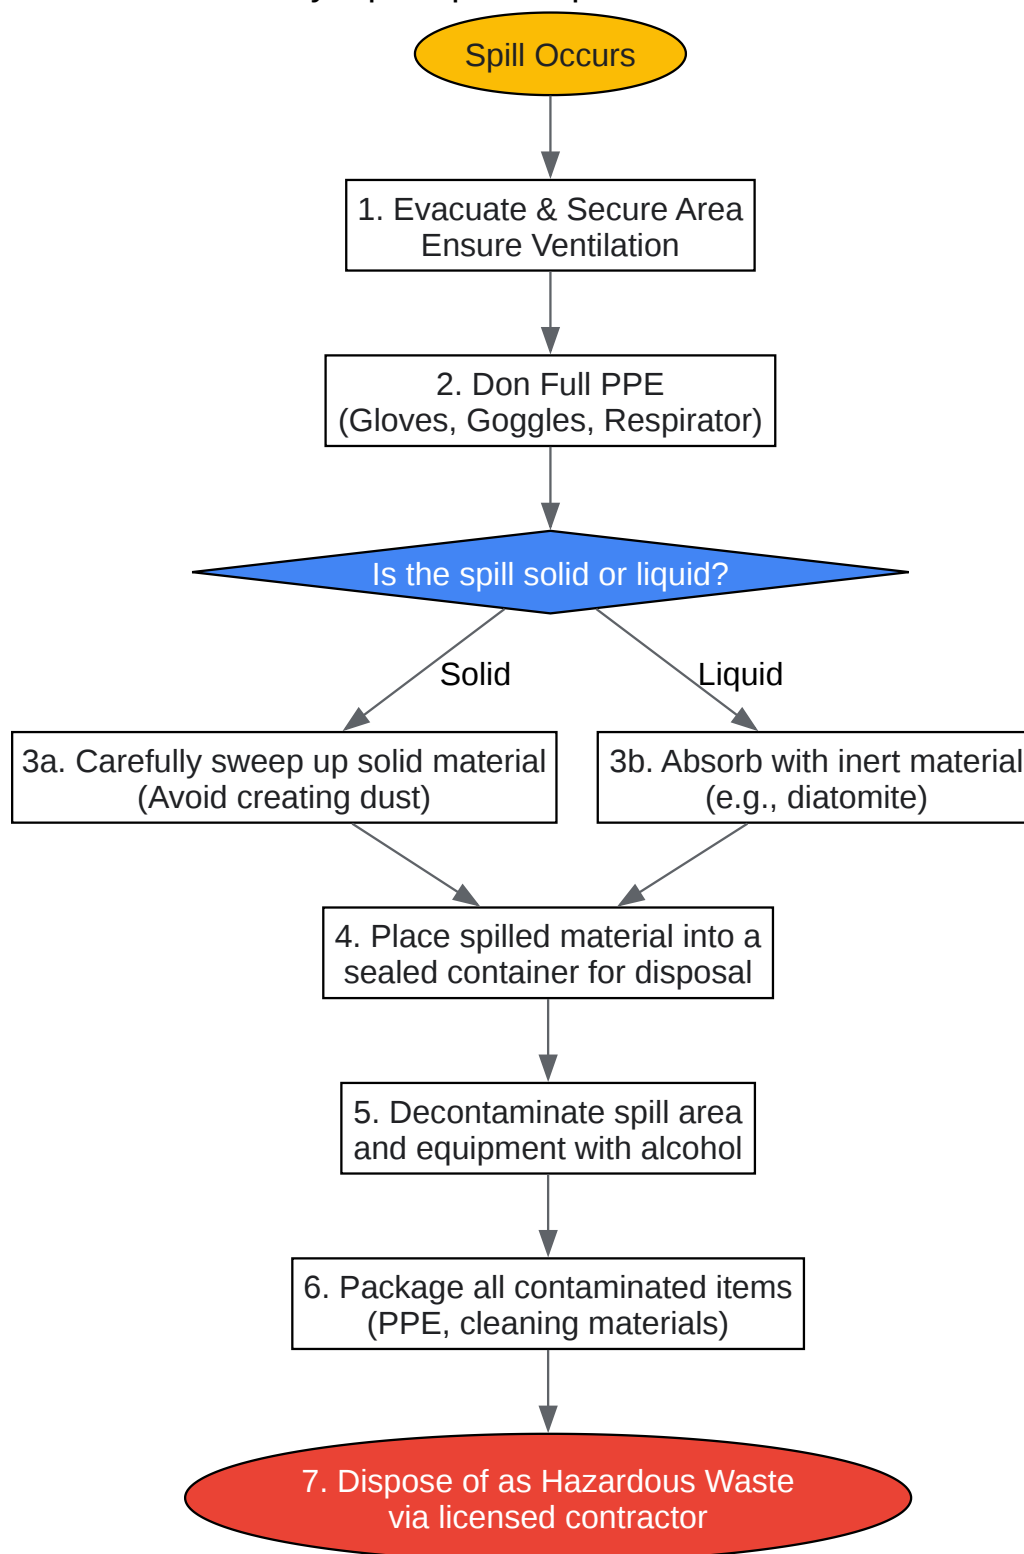 Spill Occurs
1. Evacuate & Secure Area
Ensure Ventilation
2. Don Full PPE
(Gloves, Goggles, Respirator)
Is the spill solid or liquid?
Solid
Liquid
3a. Carefully sweep up solid material
(Avoid creating dust)
3b. Absorb with inert material
(e.g., diatomite)
4. Place spilled material into a
sealed container for disposal
5. Decontaminate spill area
and equipment with alcohol
6. Package all contaminated items
(PPE, cleaning materials)
7. Dispose of as Hazardous Waste
via licensed contractor